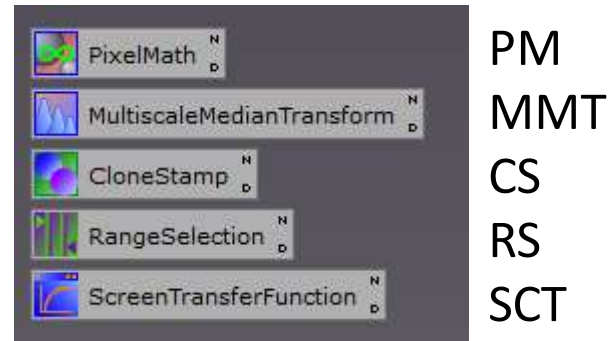 PixelMath N D PM
MultiscaleMedianTransform N D MMT
CloneStamp N D CS
RangeSelection N D RS
ScreenTransferFunction N D SCT